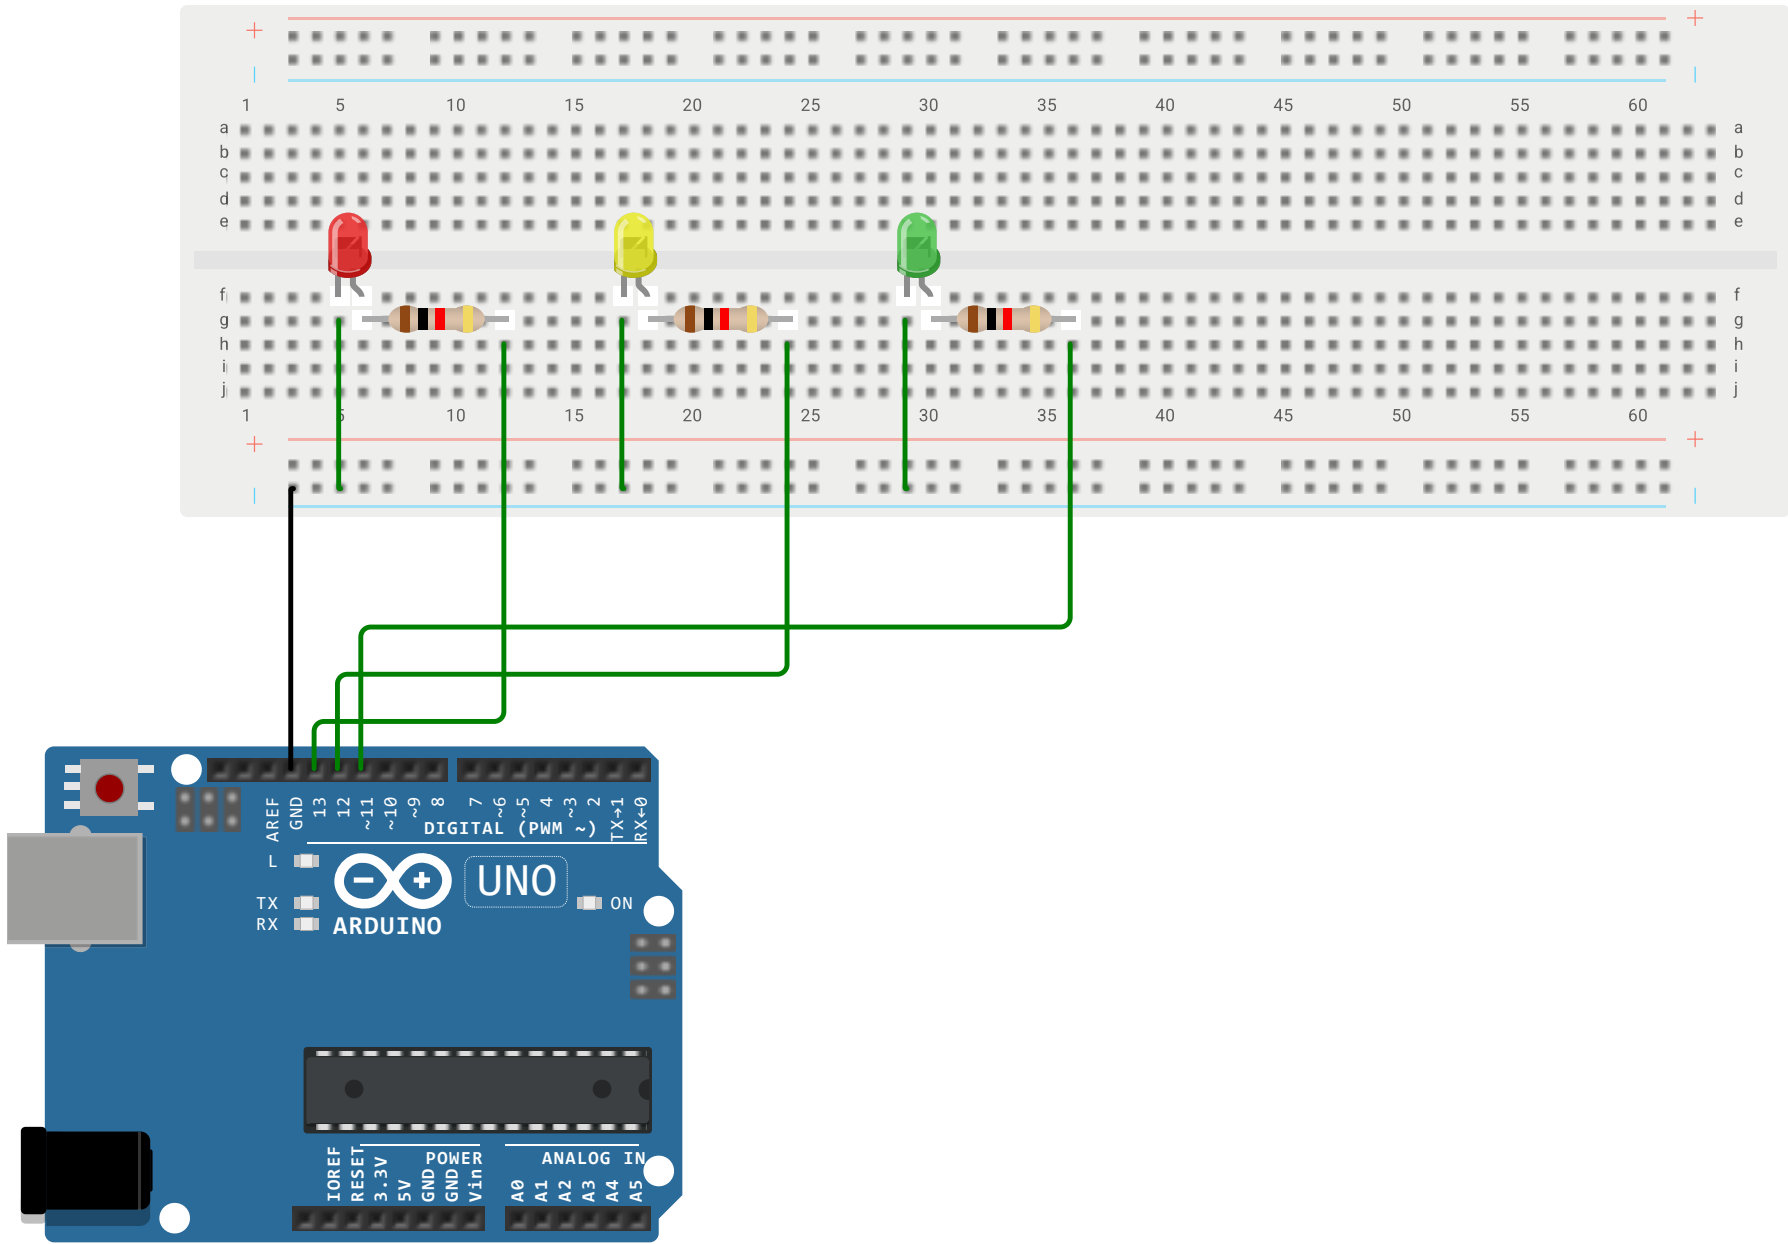 + +
| |
1 5 10 15 20 25 30 35 40 45 50 55 60
a a
b b
c c
d d
e e
f f
g g
h h
i i
j j
1 5 10 15 20 25 30 35 40 45 50 55 60
+ +
| |
AREF GND 13 12 ~11 ~10 ~9 8 7 ~6 ~5 4 ~3 2 TX→1 RX←0
DIGITAL (PWM ~)
L
UNO
TX ON
RX ARDUINO
IOREF RESET 3.3V 5V GND GND Vin A0 A1 A2 A3 A4 A5
POWER ANALOG IN